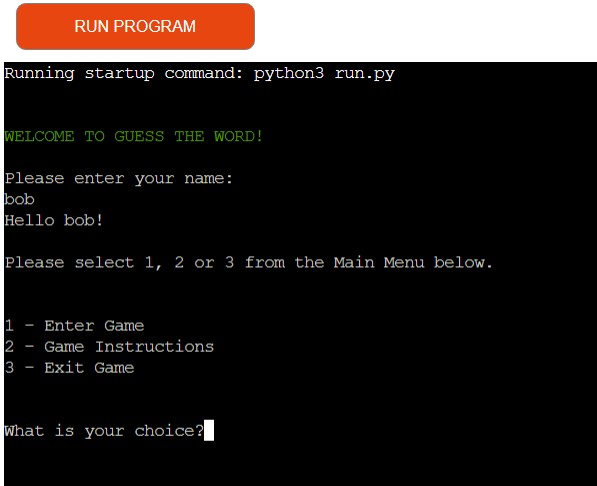 RUN PROGRAM
Running startup command: python3 run.py
WELCOME TO GUESS THE WORD!
Please enter your name:
bob
Hello bob!
Please select 1, 2 or 3 from the Main Menu below.
1 - Enter Game
2 - Game Instructions
3 - Exit Game
What is your choice?